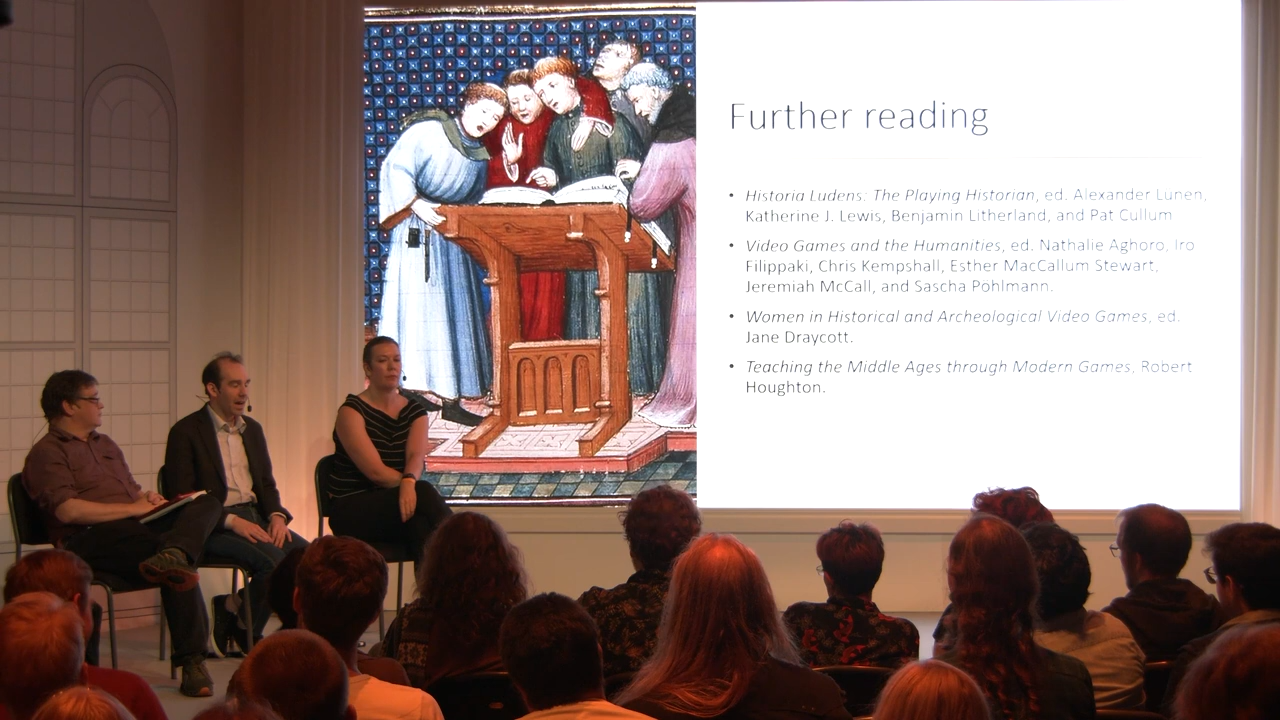 Further reading
• Historia Ludens: The Playing Historian, ed. Alexander Lunen,
Katherine J. Lewis, Benjamin Litherland, and Pat Cullum
• Video Games and the Humanities, ed. Nathalie Aghoro, Iro
Filippaki, Chris Kempshall, Esther MacCallum Stewart,
Jeremiah McCall, and Sascha Pöhlmann.
• Women in Historical and Archeological Video Games, ed.
Jane Draycott.
• Teaching the Middle Ages through Modern Games, Robert
Houghton.